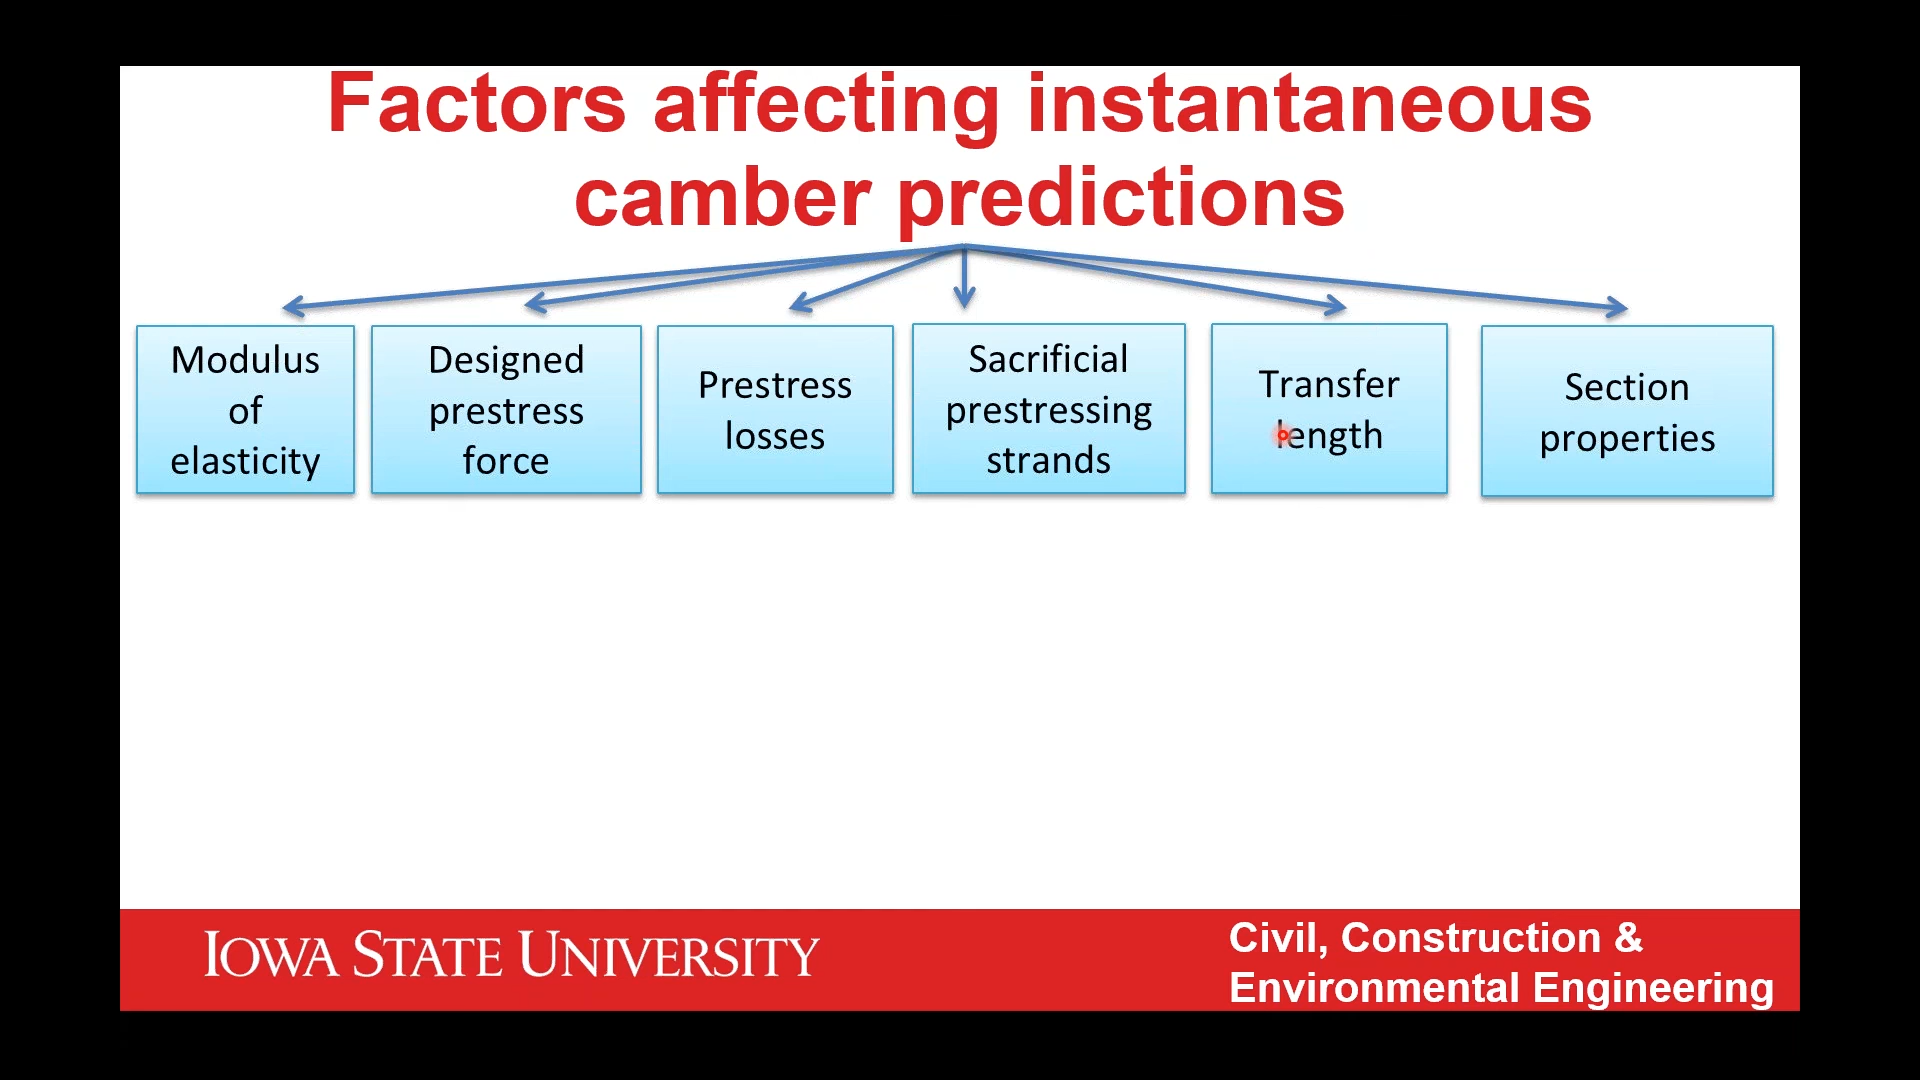 Factors affecting instantaneous
camber predictions
Modulus
of
elasticity
Designed
prestress
force
Prestress
losses
Sacrificial
prestressing
strands
Transfer
length
Section
properties
IOWA STATE UNIVERSITY
Civil, Construction &
Environmental Engineering